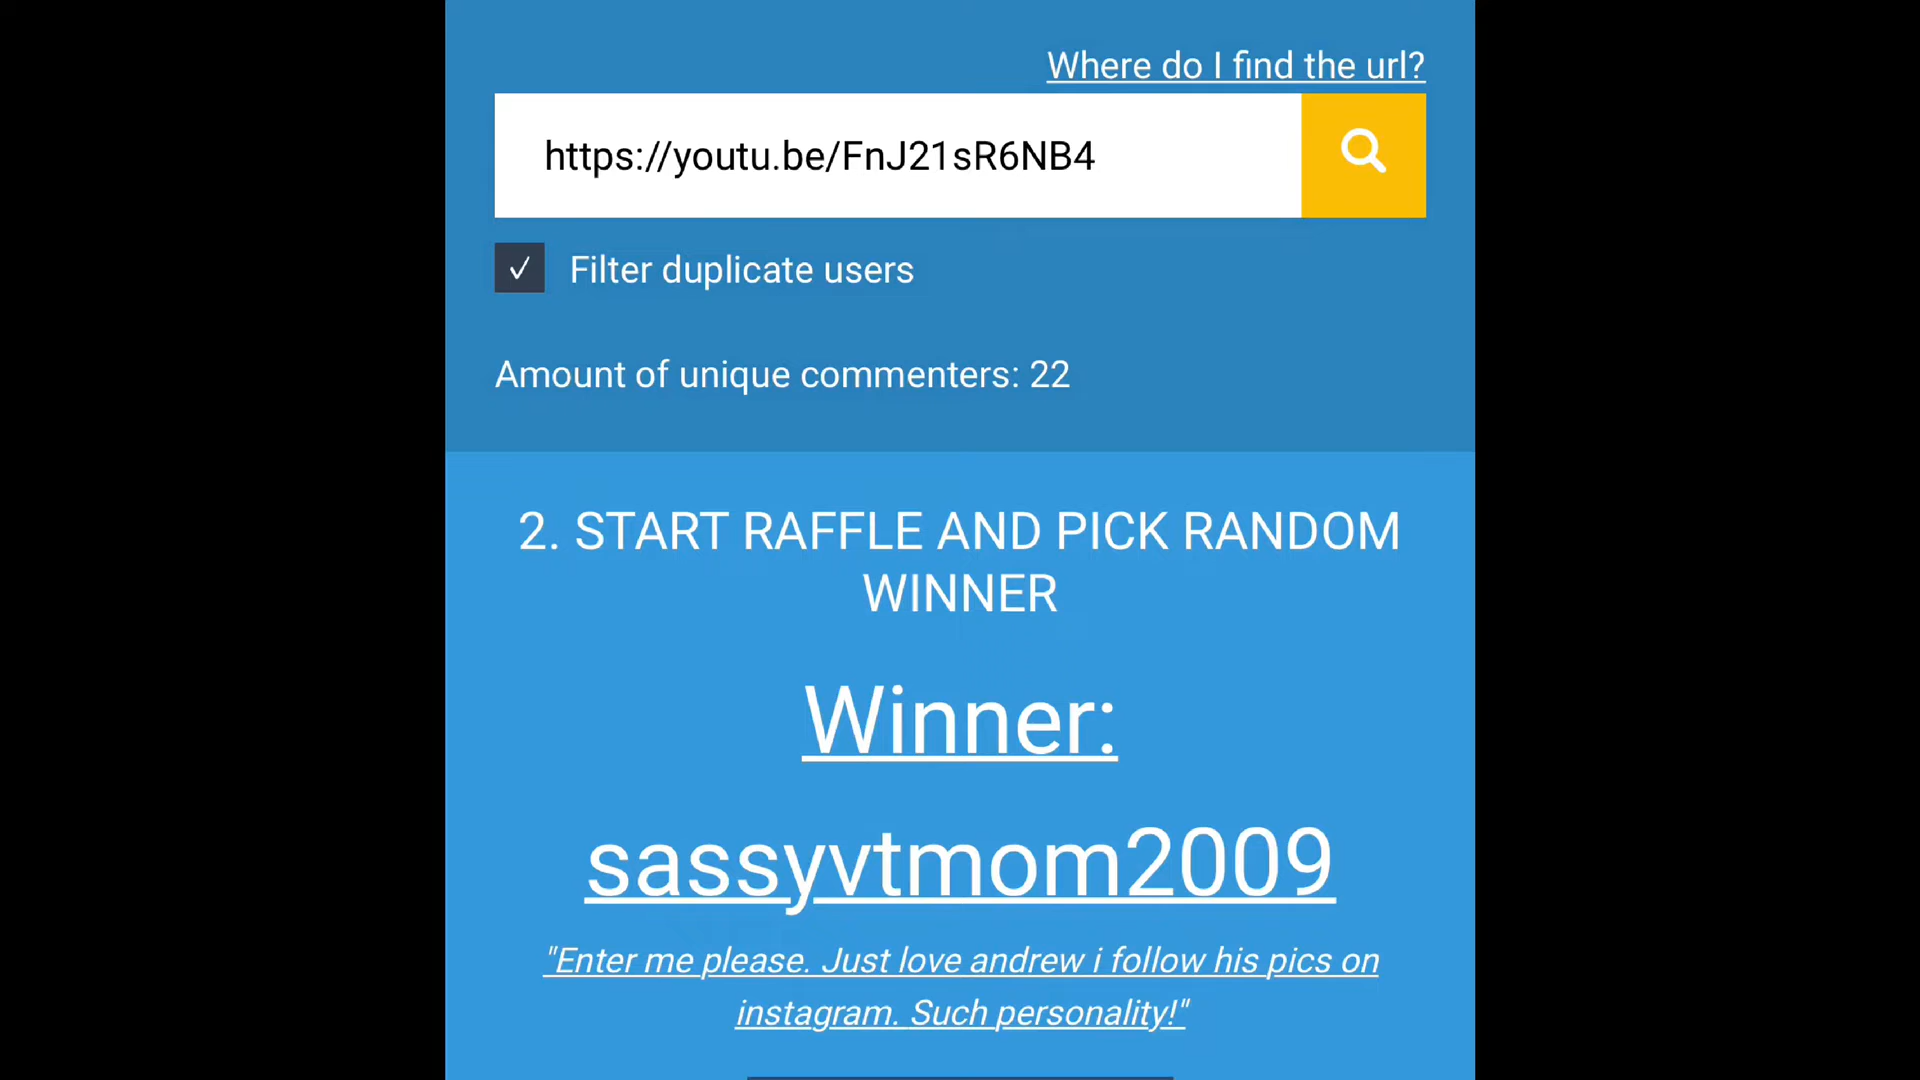 Where do I find the url?
https://youtu.be/FnJ21sR6NB4
Filter duplicate users
Amount of unique commenters: 22
2. START RAFFLE AND PICK RANDOM
WINNER
Winner:
sassyvtmom2009
"Enter me please. Just love andrew i follow his pics on
instagram. Such personality!"